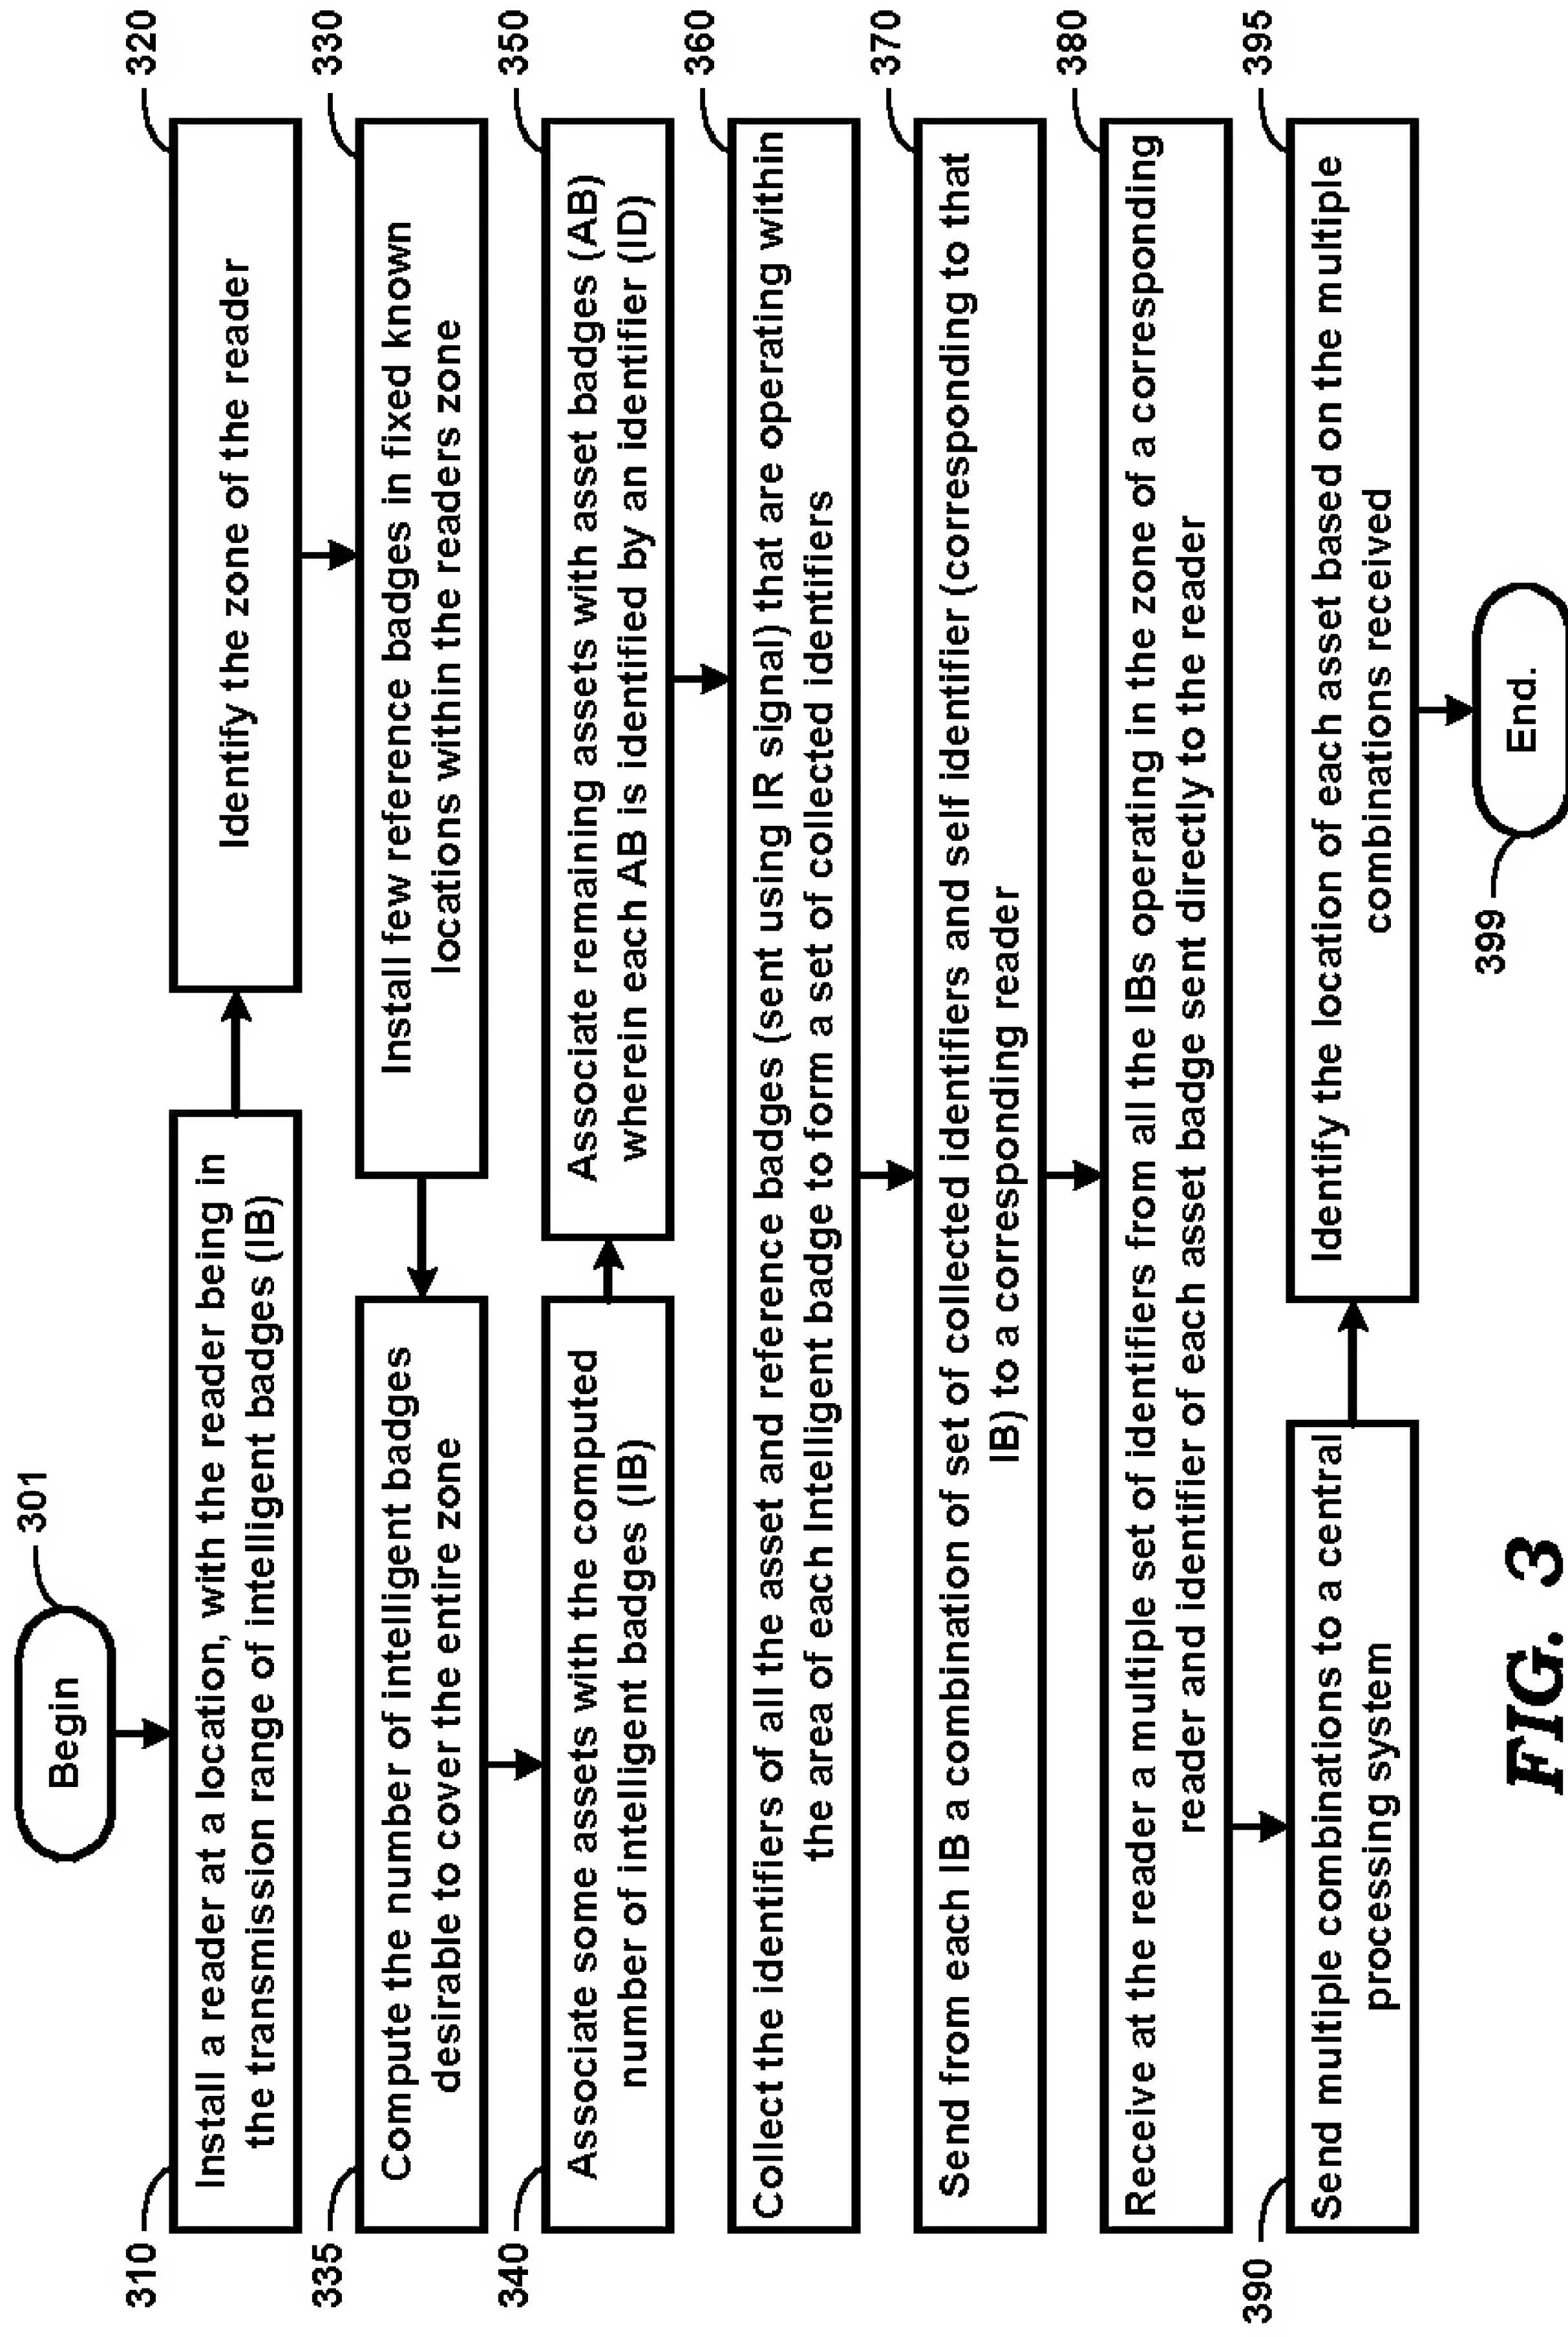 Begin
301
310
Install a reader at a location, with the reader being in
the transmission range of intelligent badges (IB)
320
Identify the zone of the reader
330
Install few reference badges in fixed known
locations within the readers zone
335
Compute the number of intelligent badges
desirable to cover the entire zone
340
Associate some assets with the computed
number of intelligent badges (IB)
350
Associate remaining assets with asset badges (AB)
wherein each AB is identified by an identifier (ID)
360
Collect the identifiers of all the asset and reference badges (sent using IR signal) that are operating within
the area of each Intelligent badge to form a set of collected identifiers
370
Send from each IB a combination of set of collected identifiers and self identifier (corresponding to that
IB) to a corresponding reader
380
Receive at the reader a multiple set of identifiers from all the IBs operating in the zone of a corresponding
reader and identifier of each asset badge sent directly to the reader
390
Send multiple combinations to a central
processing system
395
Identify the location of each asset based on the multiple
combinations received
399
End.
FIG. 3